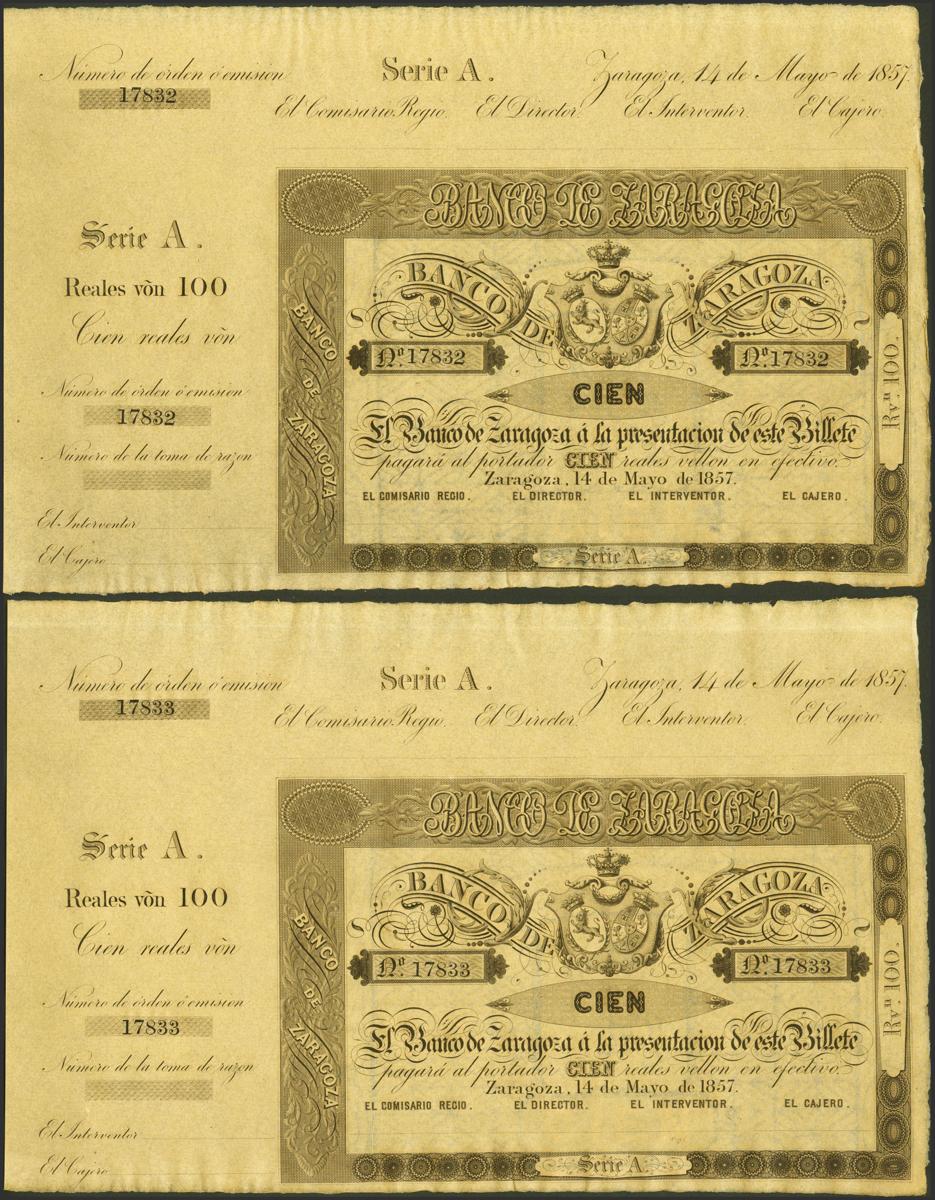 Número de órden ó emision Serie A. Zaragoza, 14 de Mayo de 1857.
17832
El Comisario Regio. El Director. El Interventor. El Cajero.
BANCO DE ZARAGOZA
Serie A.
Reales vòn 100
Cien reales vòn
Número de órden ó emision
17832
Número de la toma de razon
El Interventor
El Cajero
BANCO DE ZARAGOZA
BANCO DE ZARAGOZA
Nº. 17832 Nº. 17832
CIEN
El Banco de Zaragoza á la presentacion de este Billete
pagará al portador CIEN reales vellon en efectivo.
Zaragoza, 14 de Mayo de 1857.
EL COMISARIO REGIO. EL DIRECTOR. EL INTERVENTOR. EL CAJERO.
Rvn. 100.
Serie A.
Número de órden ó emision Serie A. Zaragoza, 14 de Mayo de 1857.
17833
El Comisario Regio. El Director. El Interventor. El Cajero.
BANCO DE ZARAGOZA
Serie A.
Reales vòn 100
Cien reales vòn
Número de órden ó emision
17833
Número de la toma de razon
El Interventor
El Cajero
BANCO DE ZARAGOZA
BANCO DE ZARAGOZA
Nº. 17833 Nº. 17833
CIEN
El Banco de Zaragoza á la presentacion de este Billete
pagará al portador CIEN reales vellon en efectivo.
Zaragoza, 14 de Mayo de 1857.
EL COMISARIO REGIO. EL DIRECTOR. EL INTERVENTOR. EL CAJERO.
Rvn. 100.
Serie A.